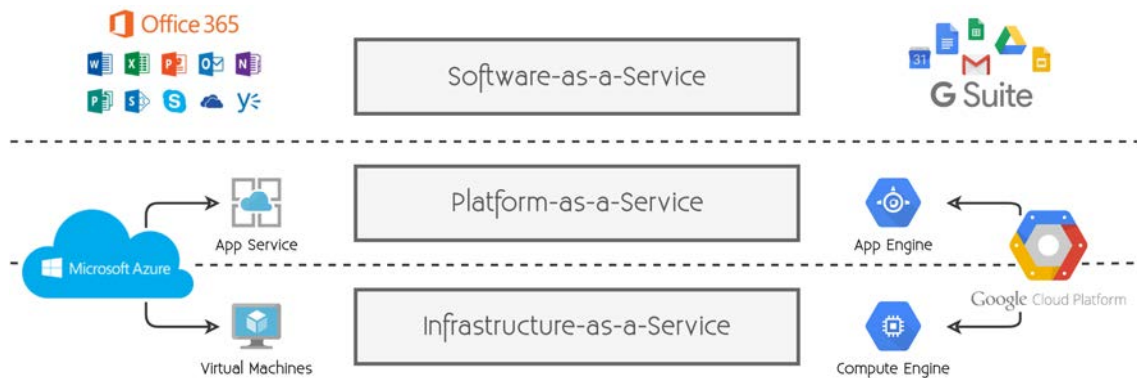 Office 365
Software-as-a-Service
31
G Suite
W X P O N
P S S Y
Platform-as-a-Service
App Service
App Engine
Microsoft Azure
Google Cloud Platform
Infrastructure-as-a-Service
Virtual Machines
Compute Engine